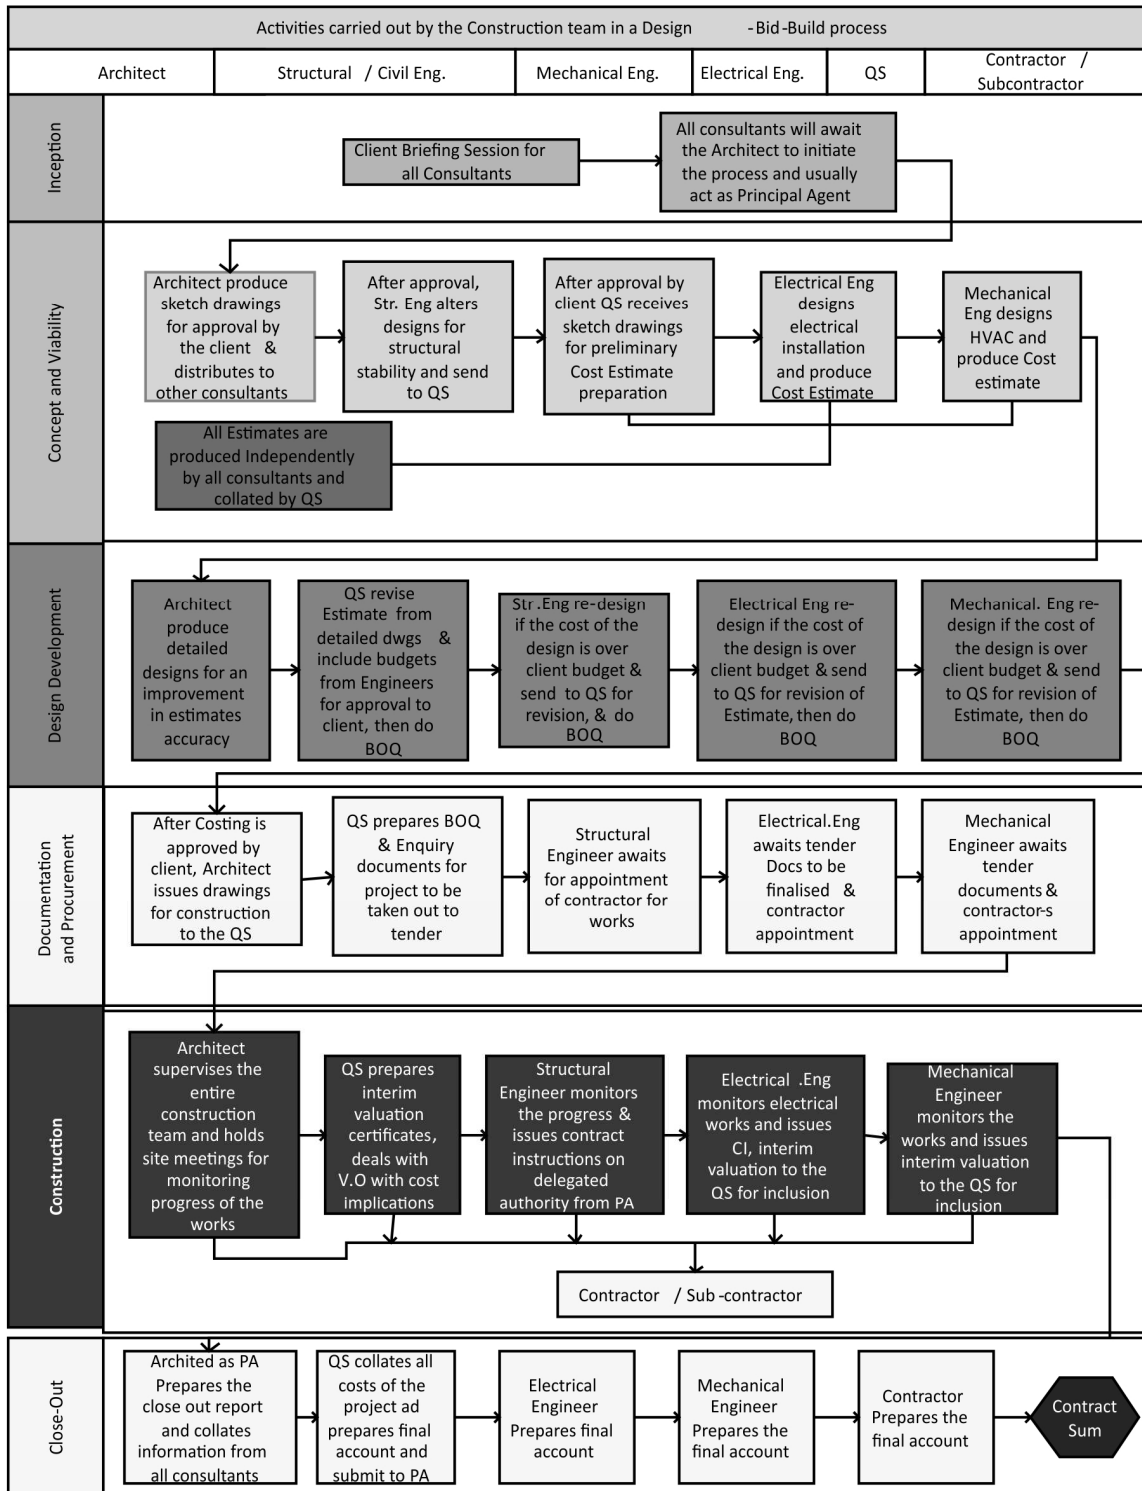 Activities carried out by the Construction team in a Design -Bid-Build process
Architect
Structural / Civil Eng.
Mechanical Eng.
Electrical Eng.
QS
Contractor /
Subcontractor
Inception
Client Briefing Session for
all Consultants
All consultants will await
the Architect to initiate
the process and usually
act as Principal Agent
Concept and Viability
Architect produce
sketch drawings
for approval by
the client &
distributes to
other consultants
After approval,
Str. Eng alters
designs for
structural
stability and send
to QS
After approval by
client QS receives
sketch drawings
for preliminary
Cost Estimate
preparation
Electrical Eng
designs
electrical
installation
and produce
Cost Estimate
Mechanical
Eng designs
HVAC and
produce Cost
estimate
All Estimates are
produced Independently
by all consultants and
collated by QS
Design Development
Architect
produce
detailed
designs for an
improvement
in estimates
accuracy
QS revise
Estimate from
detailed dwgs &
include budgets
from Engineers
for approval to
client, then do
BOQ
Str .Eng re-design
if the cost of the
design is over
client budget &
send to QS for
revision, & do
BOQ
Electrical Eng re-
design if the cost of
the design is over
client budget & send
to QS for revision of
Estimate, then do
BOQ
Mechanical. Eng re-
design if the cost of
the design is over
client budget & send
to QS for revision of
Estimate, then do
BOQ
Documentation
and Procurement
After Costing is
approved by
client, Architect
issues drawings
for construction
to the QS
QS prepares BOQ
& Enquiry
documents for
project to be
taken out to
tender
Structural
Engineer awaits
for appointment
of contractor for
works
Electrical.Eng
awaits tender
Docs to be
finalised &
contractor
appointment
Mechanical
Engineer awaits
tender
documents &
contractor-s
appointment
Construction
Architect
supervises the
entire
construction
team and holds
site meetings for
monitoring
progress of the
works
QS prepares
interim
valuation
certificates,
deals with
V.O with cost
implications
Structural
Engineer monitors
the progress &
issues contract
instructions on
delegated
authority from PA
Electrical .Eng
monitors electrical
works and issues
CI, interim
valuation to the
QS for inclusion
Mechanical
Engineer
monitors the
works and issues
interim valuation
to the QS for
inclusion
Contractor / Sub-contractor
Close-Out
Archited as PA
Prepares the
close out report
and collates
information from
all consultants
QS collates all
costs of the
project ad
prepares final
account and
submit to PA
Electrical
Engineer
Prepares final
account
Mechanical
Engineer
Prepares the
final account
Contractor
Prepares the
final account
Contract
Sum